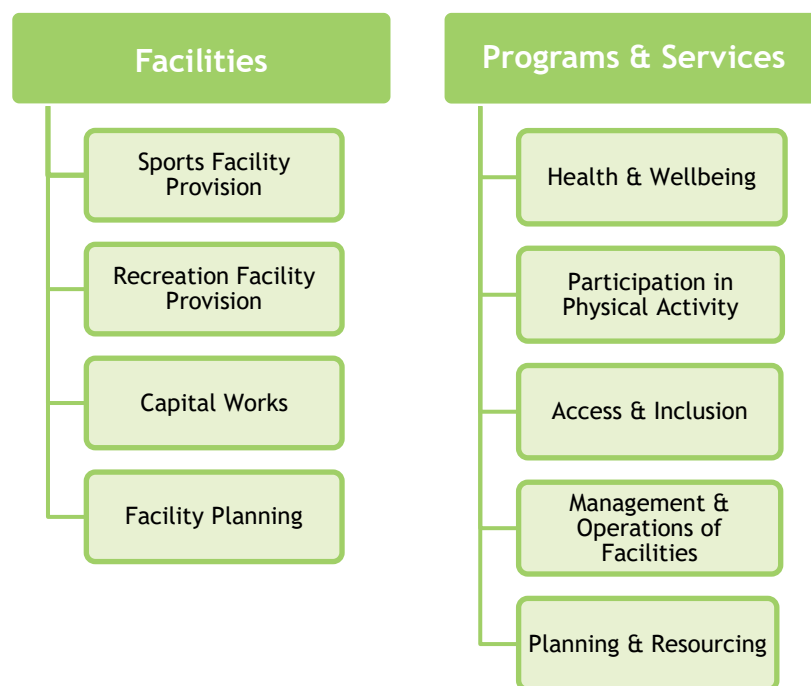 Facilities
Sports Facility
Provision
Recreation Facility
Provision
Capital Works
Facility Planning
Programs & Services
Health & Wellbeing
Participation in
Physical Activity
Access & Inclusion
Management &
Operations of
Facilities
Planning & Resourcing